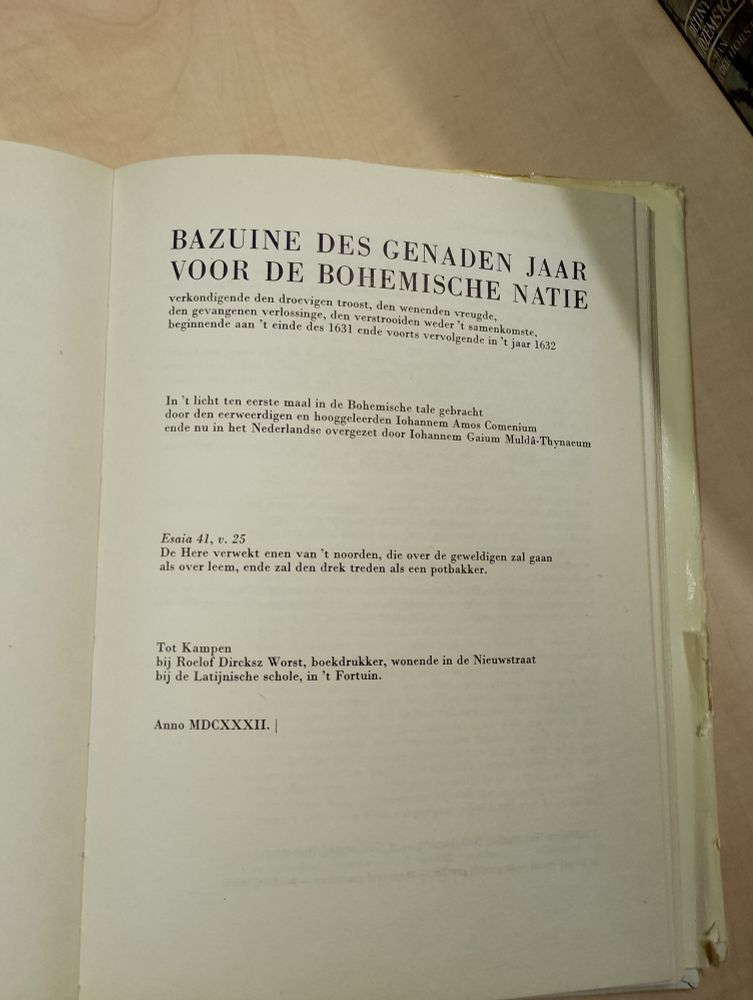 BAZUINE DES GENADEN JAAR
VOOR DE BOHEMISCHE NATIE
verkondigende den droevigen troost, den wenenden vreugde,
den gevangenen verlossinge, den verstrooiden weder 't samenkomste,
beginnende aan 't einde des 1631 ende voorts vervolgende in 't jaar 1632
In 't licht ten eerste maal in de Bohemische tale gebracht
door den eerweerdigen en hooggeleerden Iohannem Amos Comenium
ende nu in het Nederlandse overgezet door Iohannem Gaium Muldâ-Thynaeum
Esaia 41, v. 25
De Here verwekt enen van 't noorden, die over de geweldigen zal gaan
als over leem, ende zal den drek treden als een potbakker.
Tot Kampen
bij Roelof Dircksz Worst, boekdrukker, wonende in de Nieuwstraat
bij de Latijnische schole, in 't Fortuin.
Anno MDCXXXII. |